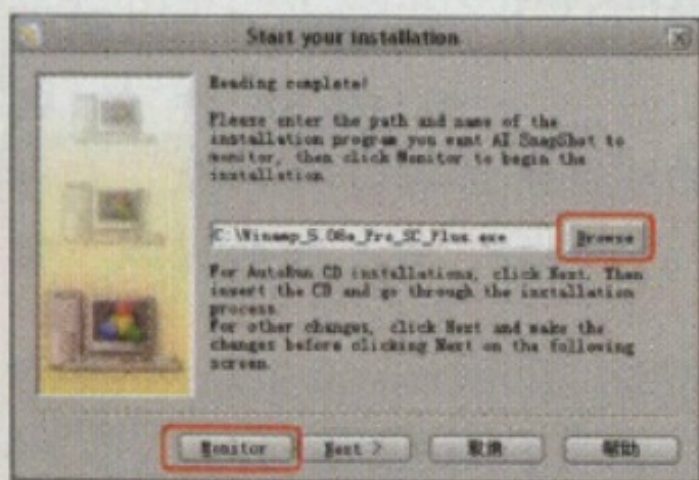 Start your installation
Reading complete!
Please enter the path and name of the
installation program you want AI SnapShot to
monitor, then click Monitor to begin the
installation
C:\Winamp_5.08e_Pro_SC_Plus.exe
Browse
For AutoRun CD installations, click Next. Then
insert the CD and go through the installation
process.
For other changes, click Next and make the
changes before clicking Next on the following
screen.
Monitor
Next >
取消
帮助